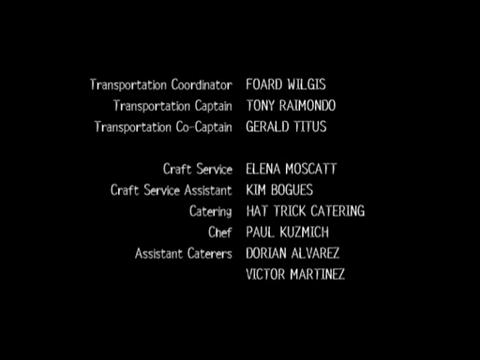 Transportation Coordinator FOARD WILGIS
Transportation Captain TONY RAIMONDO
Transportation Co-Captain GERALD TITUS
Craft Service ELENA MOSCATT
Craft Service Assistant KIM BOGUES
Catering HAT TRICK CATERING
Chef PAUL KUZMICH
Assistant Caterers DORIAN ALVAREZ
VICTOR MARTINEZ